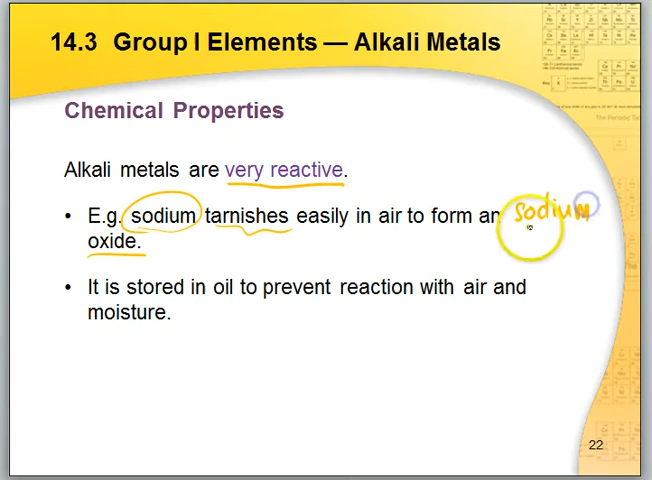 14.3 Group I Elements — Alkali Metals
Chemical Properties
Alkali metals are very reactive.
• E.g. sodium tarnishes easily in air to form an sodium
oxide.
• It is stored in oil to prevent reaction with air and
moisture.
22